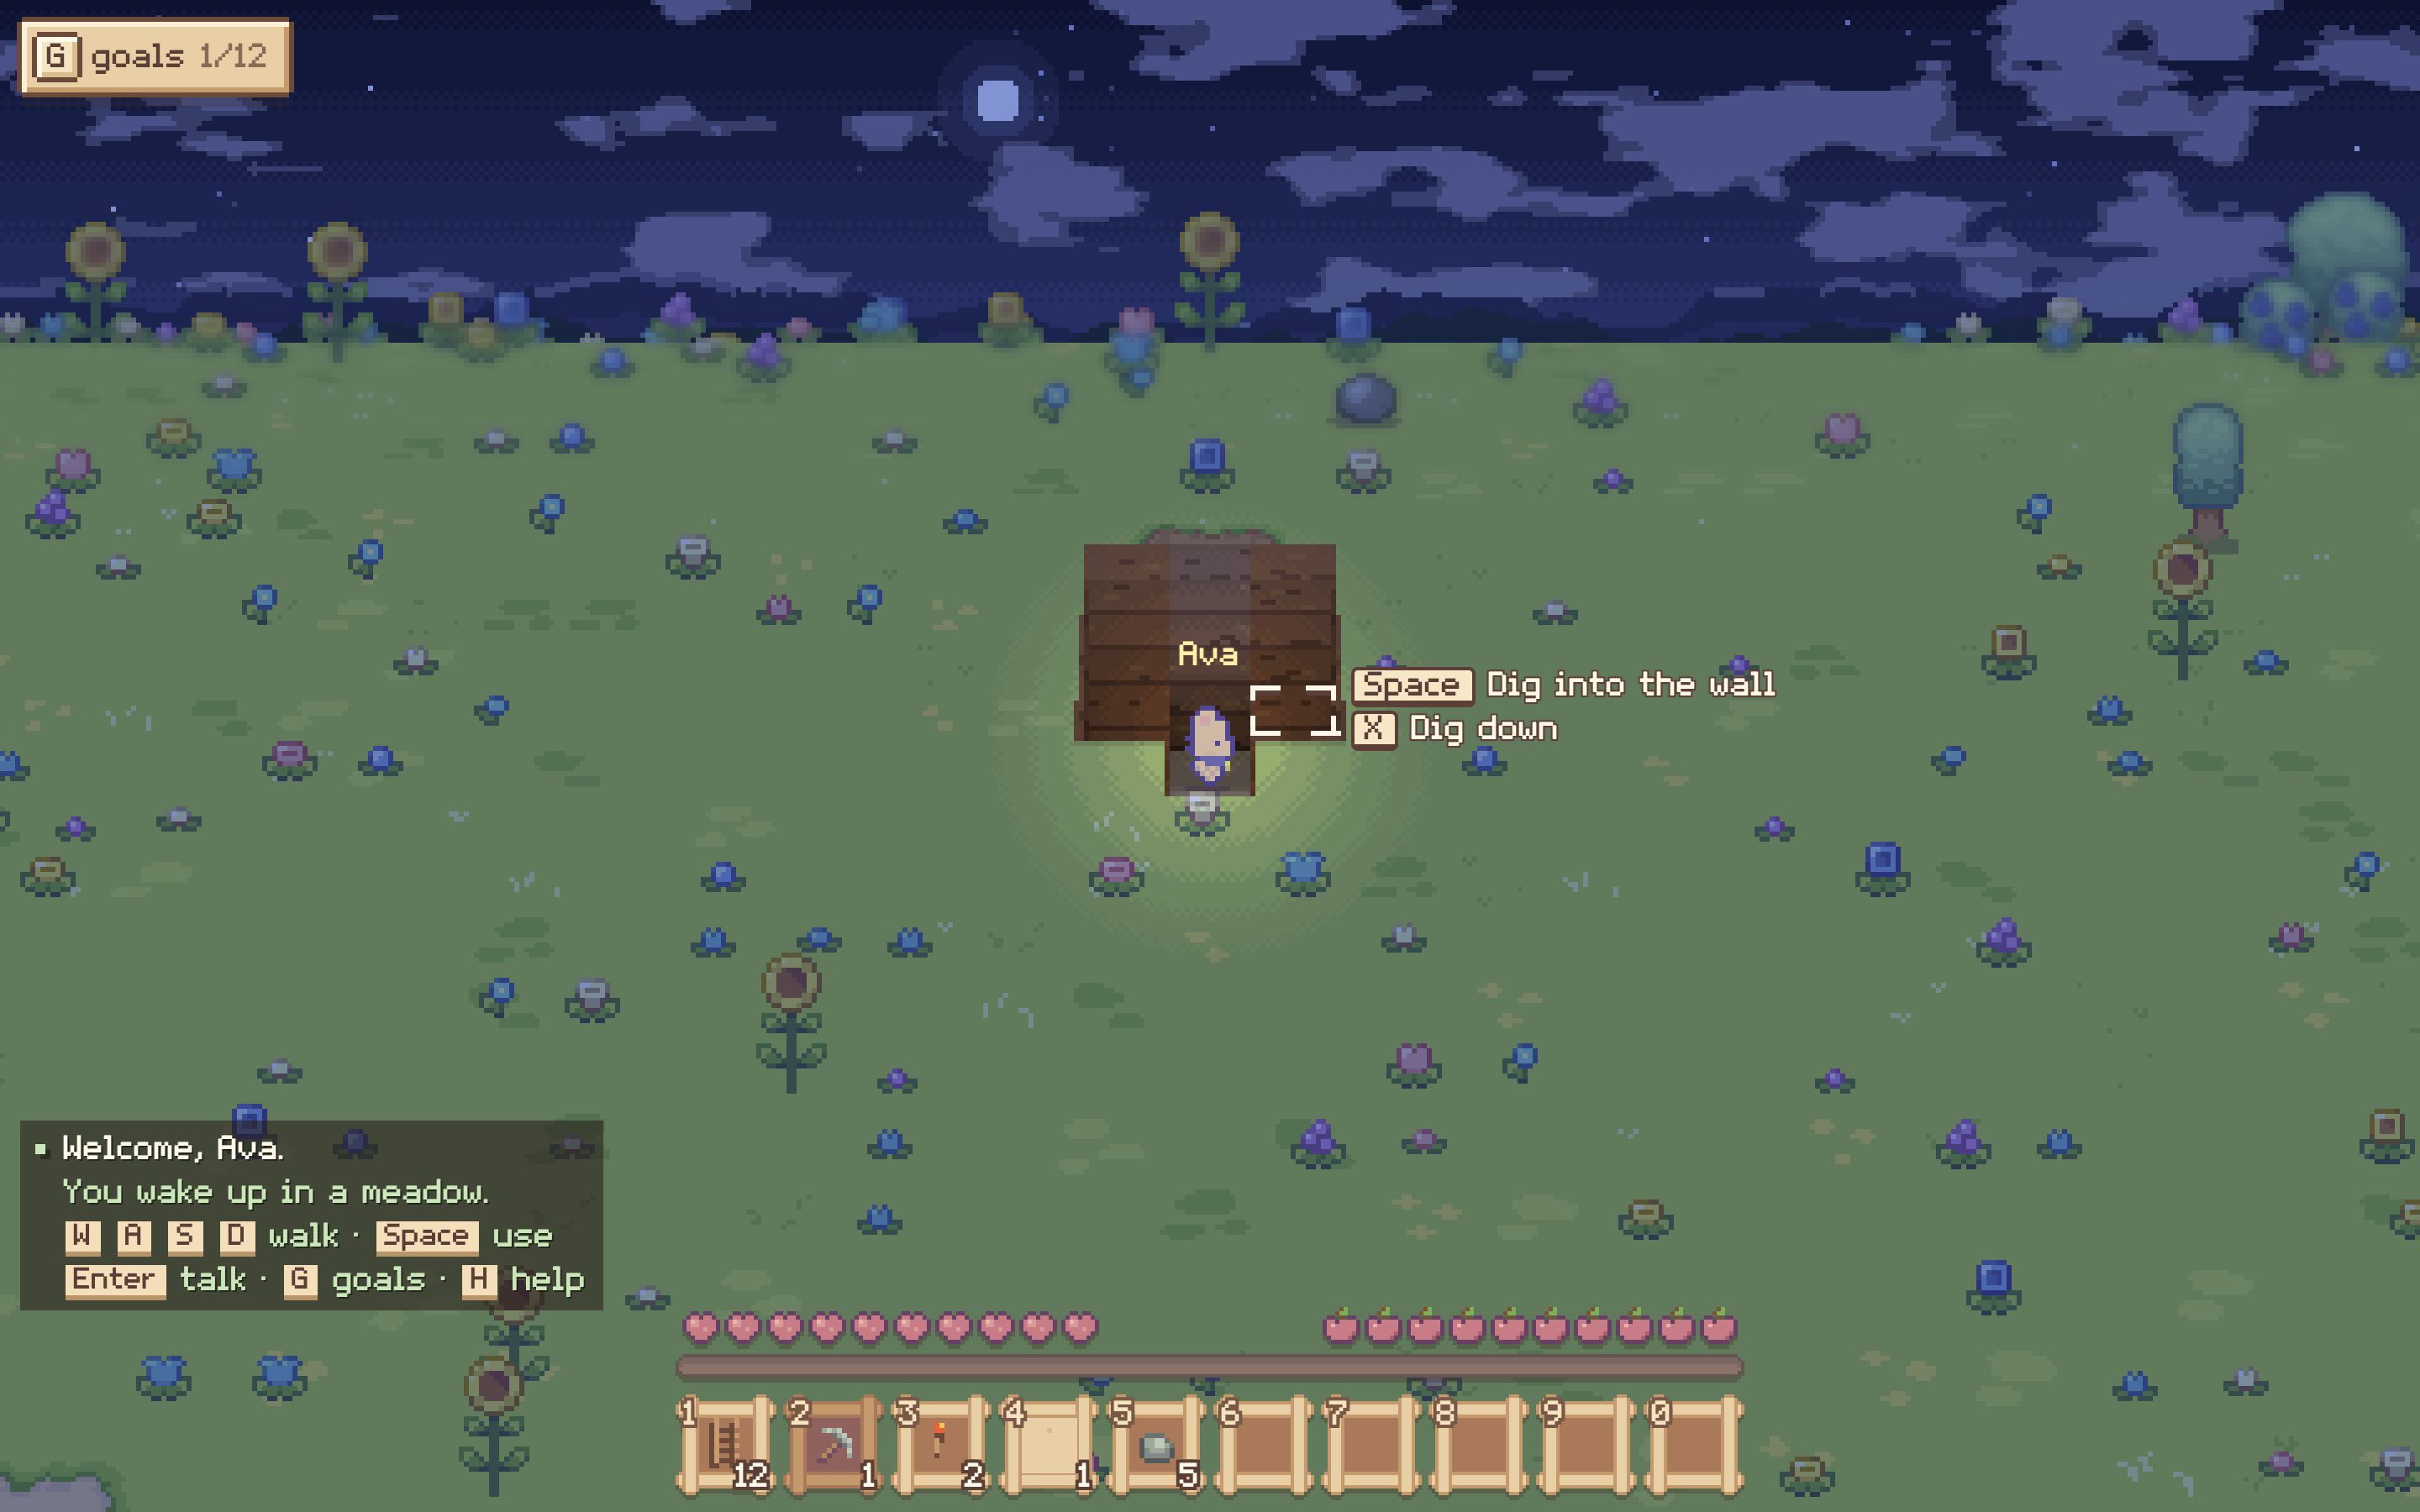 G goals 1/12
Ava
Space Dig into the wall
X Dig down
Welcome, Ava.
You wake up in a meadow.
W A S D walk · Space use
Enter talk · G goals · H help
1 2 3 4 5 6 7 8 9 0
12 1 2 1 5